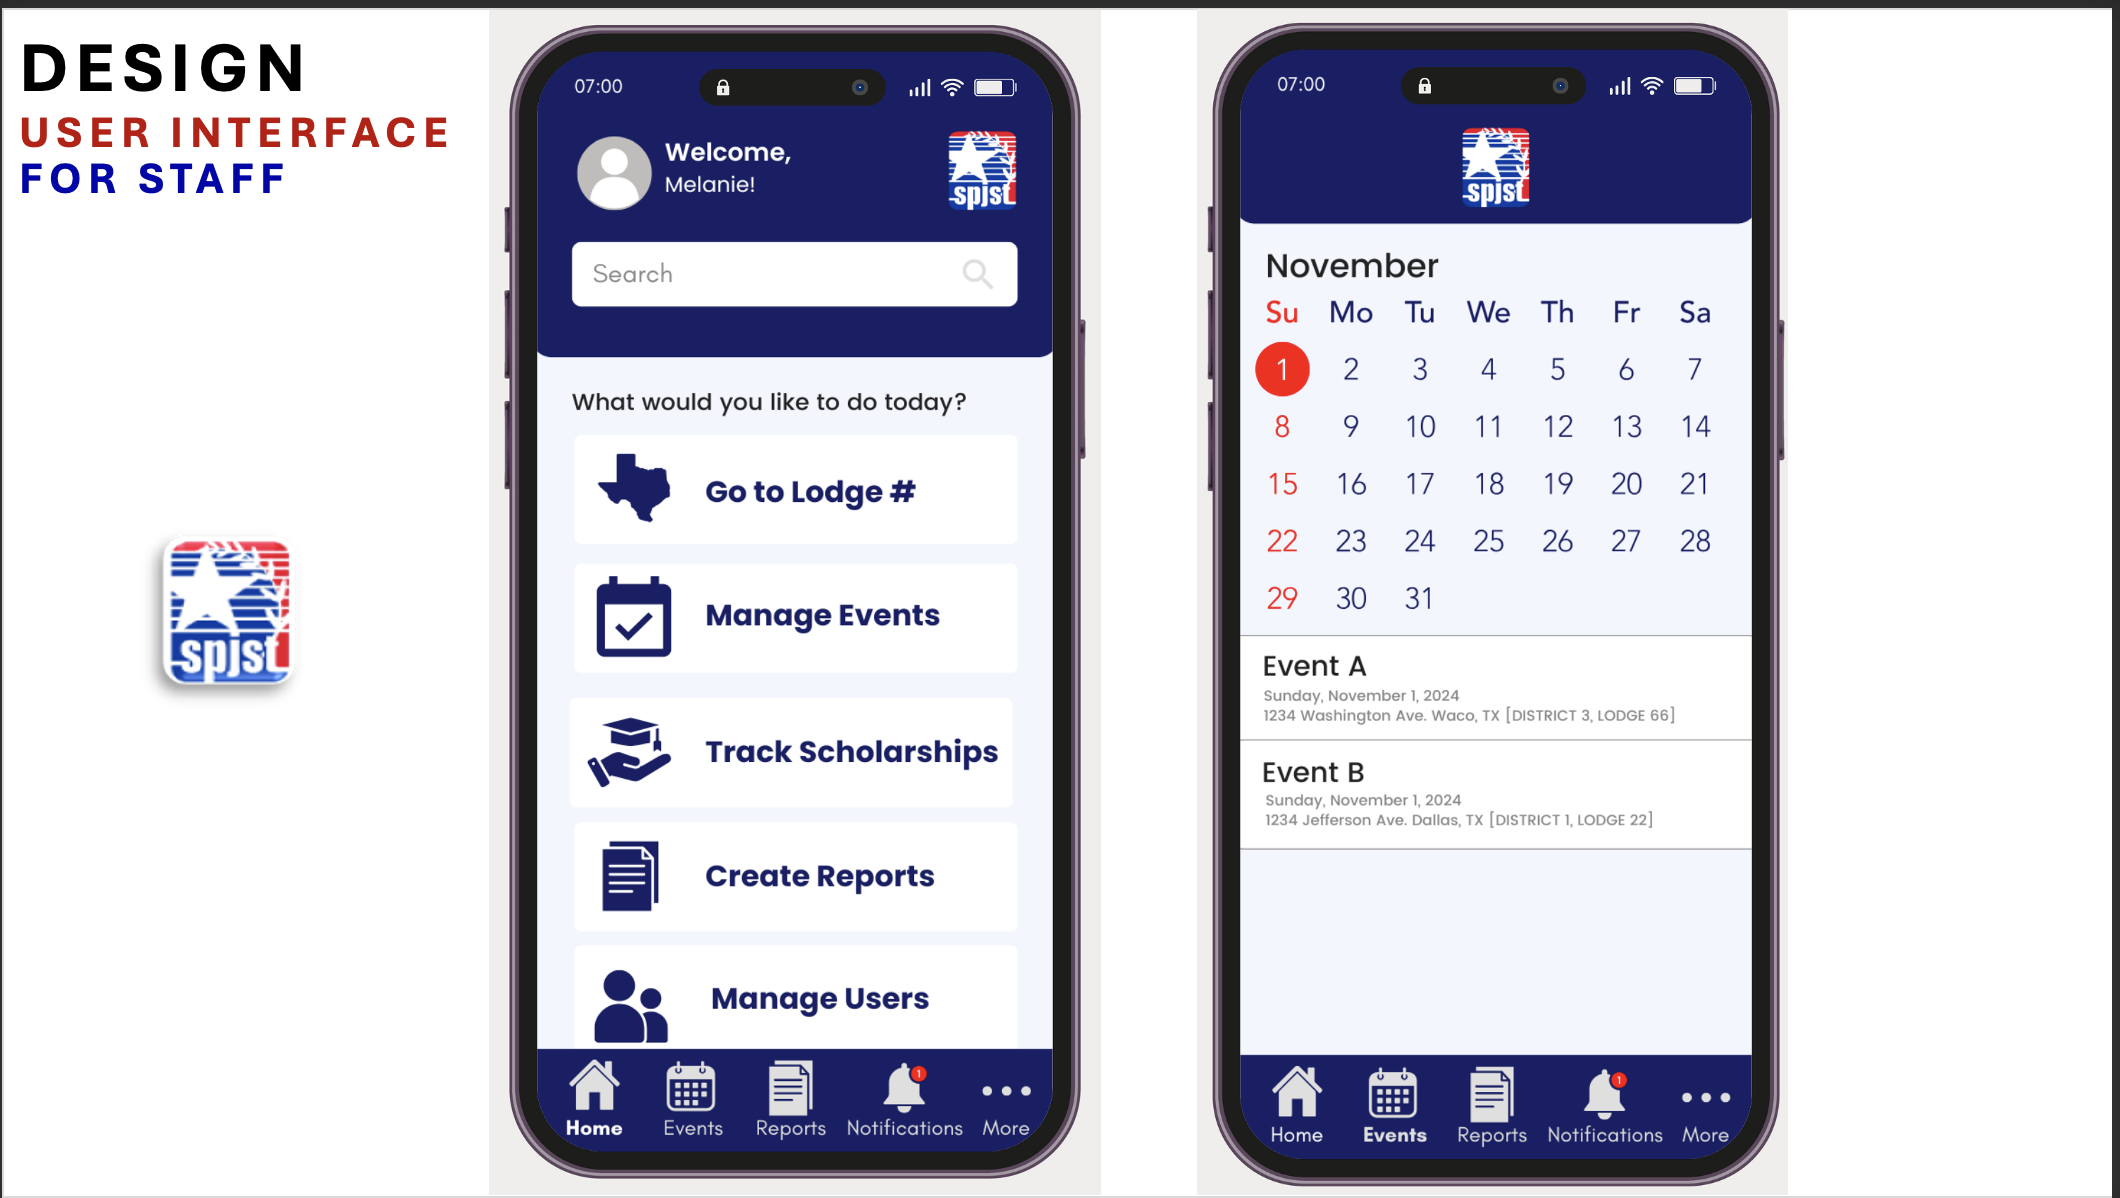 DESIGN
USER INTERFACE
FOR STAFF
spjst
07:00
Welcome,
Melanie!
spjst
Search
What would you like to do today?
Go to Lodge #
Manage Events
Track Scholarships
Create Reports
Manage Users
1
Home Events Reports Notifications More
07:00
spjst
November
Su Mo Tu We Th Fr Sa
1 2 3 4 5 6 7
8 9 10 11 12 13 14
15 16 17 18 19 20 21
22 23 24 25 26 27 28
29 30 31
Event A
Sunday, November 1, 2024
1234 Washington Ave. Waco, TX [DISTRICT 3, LODGE 66]
Event B
Sunday, November 1, 2024
1234 Jefferson Ave. Dallas, TX [DISTRICT 1, LODGE 22]
1
Home Events Reports Notifications More